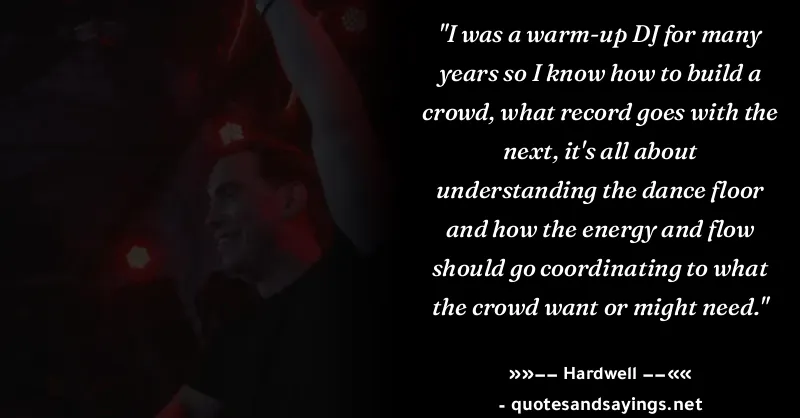 "I was a warm-up DJ for many
years so I know how to build a
crowd, what record goes with the
next, it's all about
understanding the dance floor
and how the energy and flow
should go coordinating to what
the crowd want or might need."
»»−− Hardwell −−««
- quotesandsayings.net